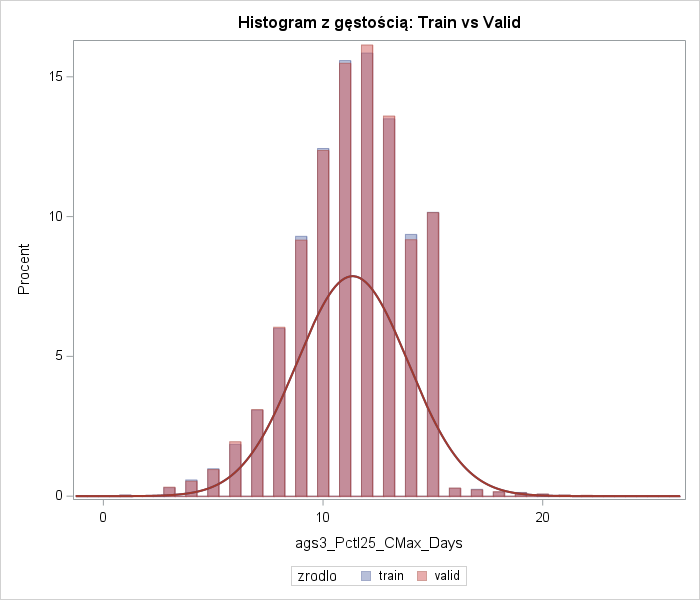 Histogram z gęstością: Train vs Valid
15
10
5
0
Procent
0 10 20
ags3_Pctl25_CMax_Days
zrodlo train valid